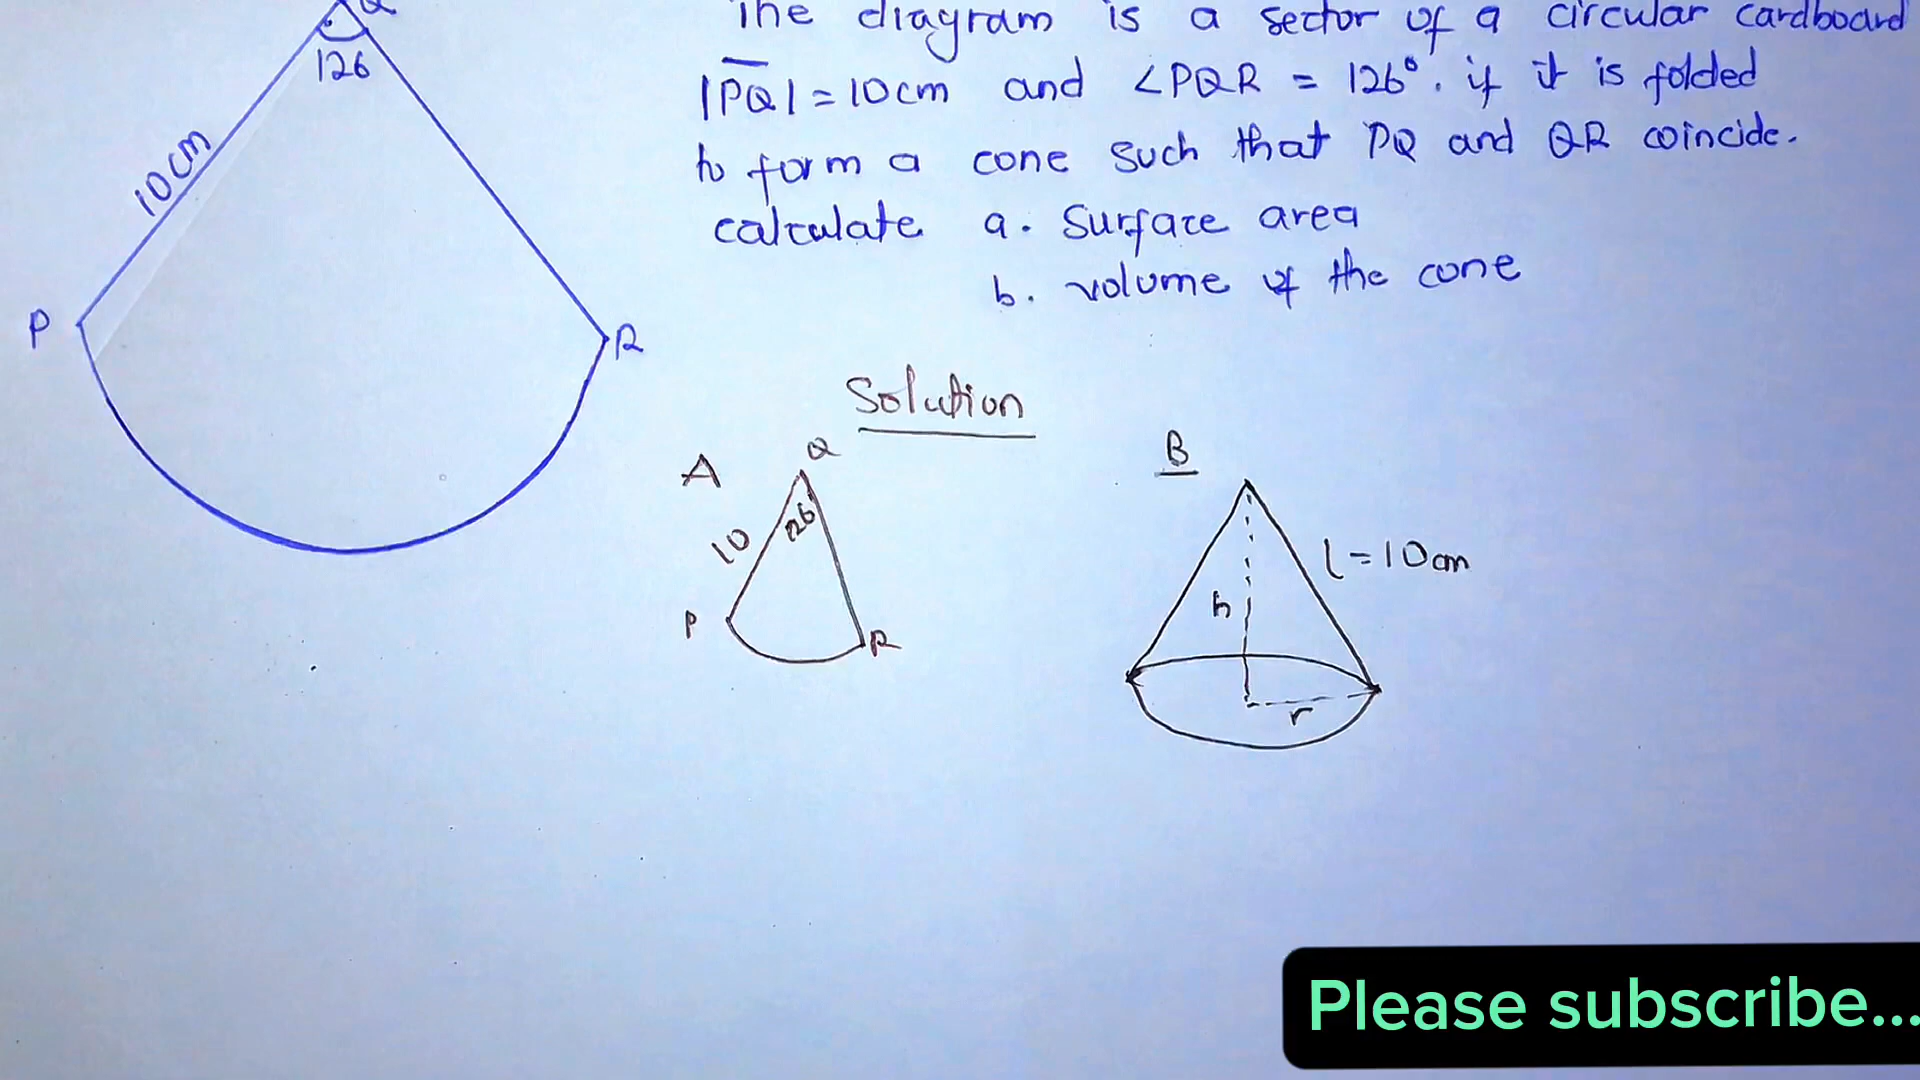 Q
The diagram is a sector of a circular cardboard
126
|PQ| = 10cm and ∠PQR = 126°. if it is folded
10cm
to form a cone such that PQ and QR coincide.
calculate a. Surface area
b. volume of the cone
P
R
Solution
A
Q
B
10
126
l = 10cm
h
P
R
r
Please subscribe...